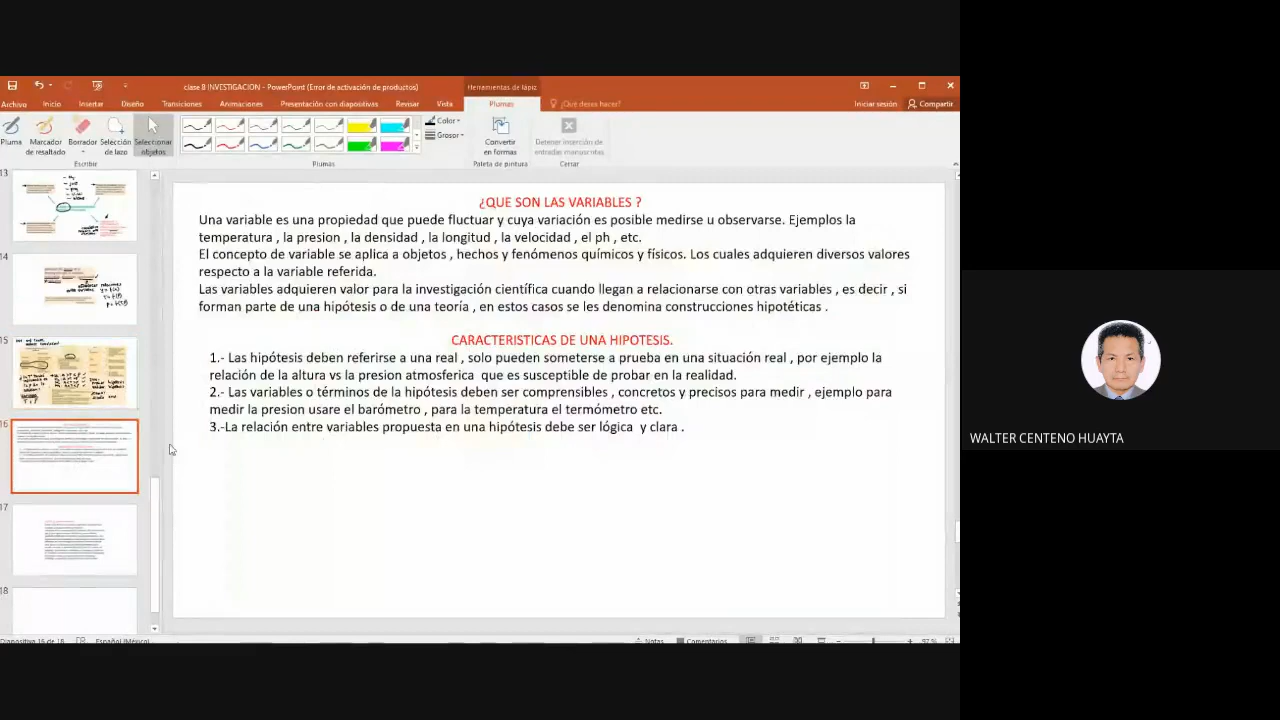 clase 8 INVESTIGACION - PowerPoint (Error de activación de productos)
Herramientas de lápiz
Archivo Inicio Insertar Diseño Transiciones Animaciones Presentación con diapositivas Revisar Vista Plumas ¿Qué desea hacer? Iniciar sesión Compartir
Pluma
Marcador de resaltado
Borrador
Selección de lazo
Seleccionar objetos
Color
Grosor
Convertir en formas
Detener inserción de entradas manuscritas
Escribir Plumas Paleta de pintura Cerrar
13
14
15
16
17
18
¿QUE SON LAS VARIABLES ?
Una variable es una propiedad que puede fluctuar y cuya variación es posible medirse u observarse. Ejemplos la
temperatura , la presion , la densidad , la longitud , la velocidad , el ph , etc.
El concepto de variable se aplica a objetos , hechos y fenómenos químicos y físicos. Los cuales adquieren diversos valores
respecto a la variable referida.
Las variables adquieren valor para la investigación científica cuando llegan a relacionarse con otras variables , es decir , si
forman parte de una hipótesis o de una teoría , en estos casos se les denomina construcciones hipotéticas .
CARACTERISTICAS DE UNA HIPOTESIS.
1.- Las hipótesis deben referirse a una real , solo pueden someterse a prueba en una situación real , por ejemplo la
relación de la altura vs la presion atmosferica que es susceptible de probar en la realidad.
2.- Las variables o términos de la hipótesis deben ser comprensibles , concretos y precisos para medir , ejemplo para
medir la presion usare el barómetro , para la temperatura el termómetro etc.
3.-La relación entre variables propuesta en una hipótesis debe ser lógica y clara .
WALTER CENTENO HUAYTA
Español (México)
Notas Comentarios